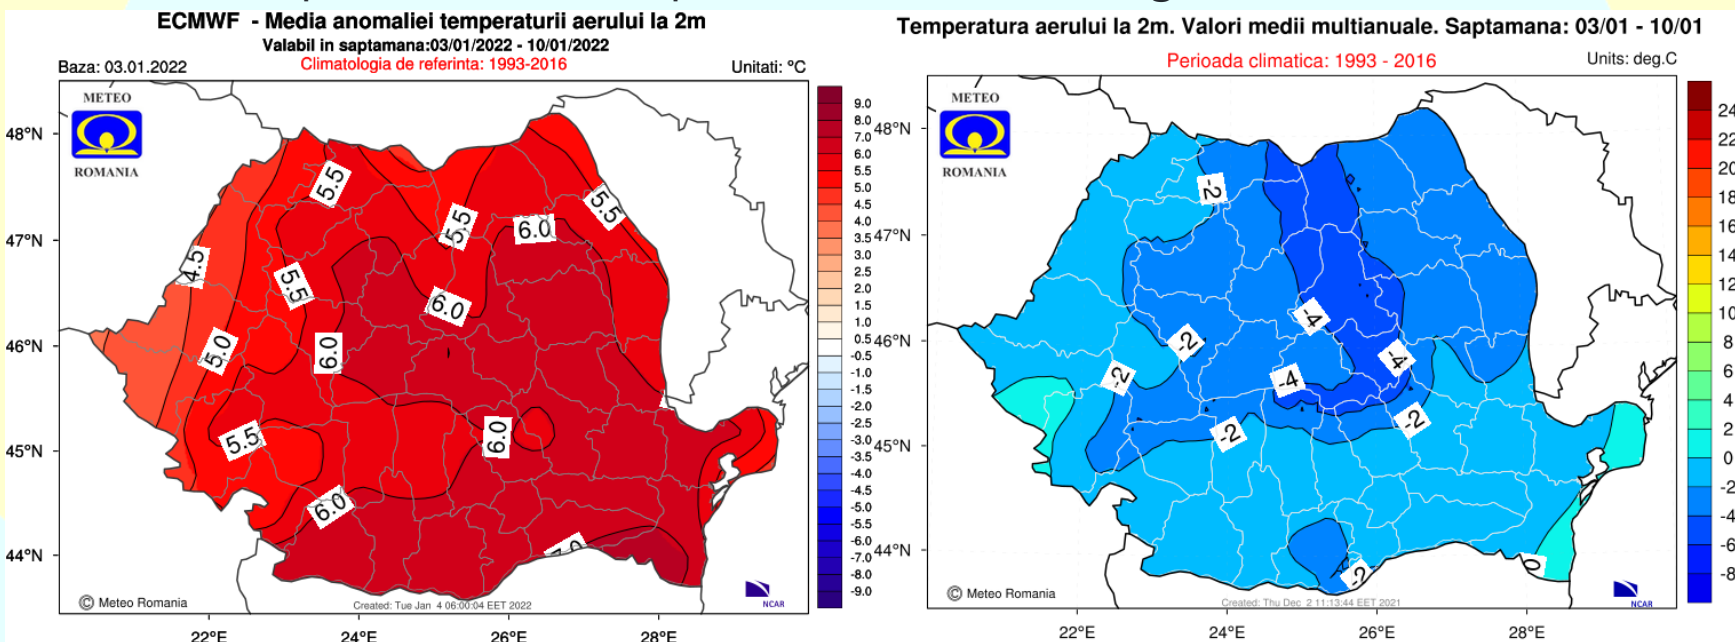 ECMWF - Media anomaliei temperaturii aerului la 2m
Valabil in saptamana:03/01/2022 - 10/01/2022
Baza: 03.01.2022
Climatologia de referinta: 1993-2016
Unitati: °C
METEO
ROMANIA
48°N
47°N
46°N
45°N
44°N
22°E
24°E
26°E
28°E
5.5
5.5
5.5
6.0
4.5
5.5
6.0
5.0
6.0
5.5
6.0
6.0
9.0
8.0
7.0
6.0
5.5
5.0
4.5
4.0
3.5
3.0
2.5
2.0
1.5
1.0
0.5
-0.5
-1.0
-1.5
-2.0
-2.5
-3.0
-3.5
-4.0
-4.5
-5.0
-5.5
-6.0
-7.0
-8.0
-9.0
© Meteo Romania
Created: Tue Jan 4 06:00:04 EET 2022
NCAR
Temperatura aerului la 2m. Valori medii multianuale. Saptamana: 03/01 - 10/01
Perioada climatica: 1993 - 2016
Units: deg.C
METEO
ROMANIA
48°N
47°N
46°N
45°N
44°N
22°E
24°E
26°E
28°E
-2
-4
-2
-4
-2
-4
-2
-2
-2
0
24
22
20
18
16
14
12
10
8
6
4
2
0
-2
-4
-6
-8
© Meteo Romania
Created: Thu Dec 2 11:13:44 EET 2021
NCAR